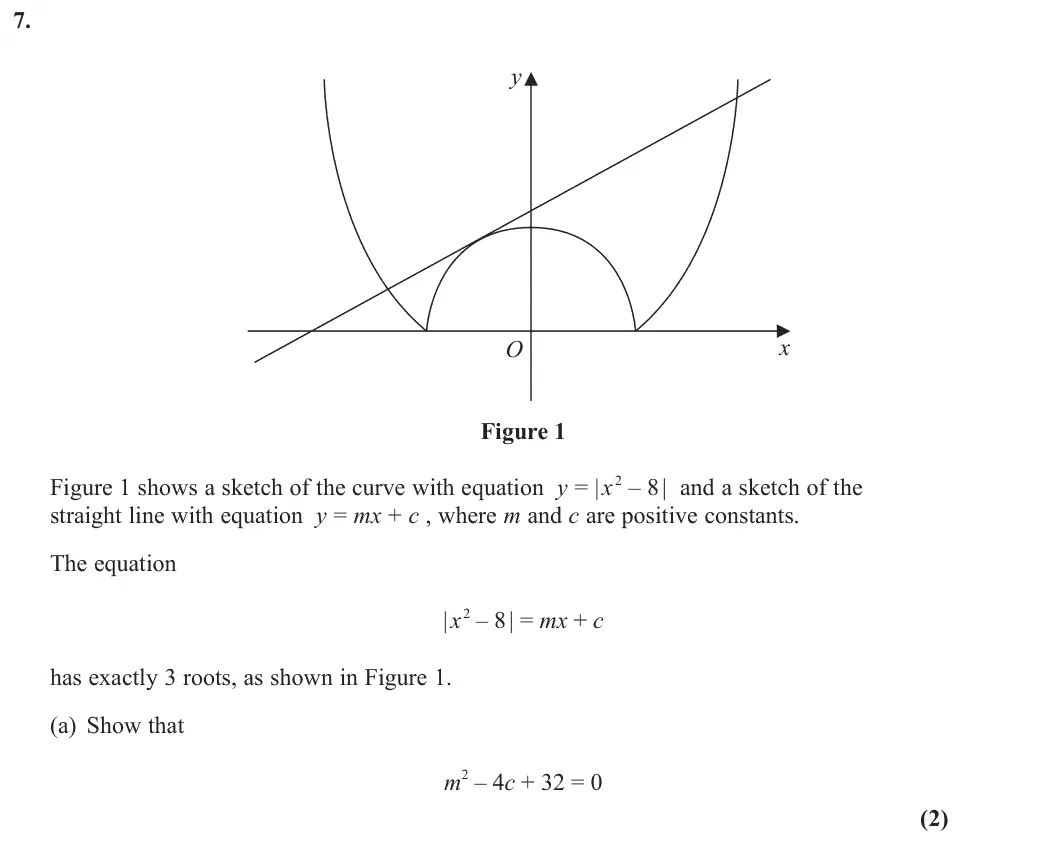 7.
y
O
x
Figure 1
Figure 1 shows a sketch of the curve with equation y = |x² – 8| and a sketch of the
straight line with equation y = mx + c , where m and c are positive constants.
The equation
|x² – 8| = mx + c
has exactly 3 roots, as shown in Figure 1.
(a) Show that
m² – 4c + 32 = 0
(2)